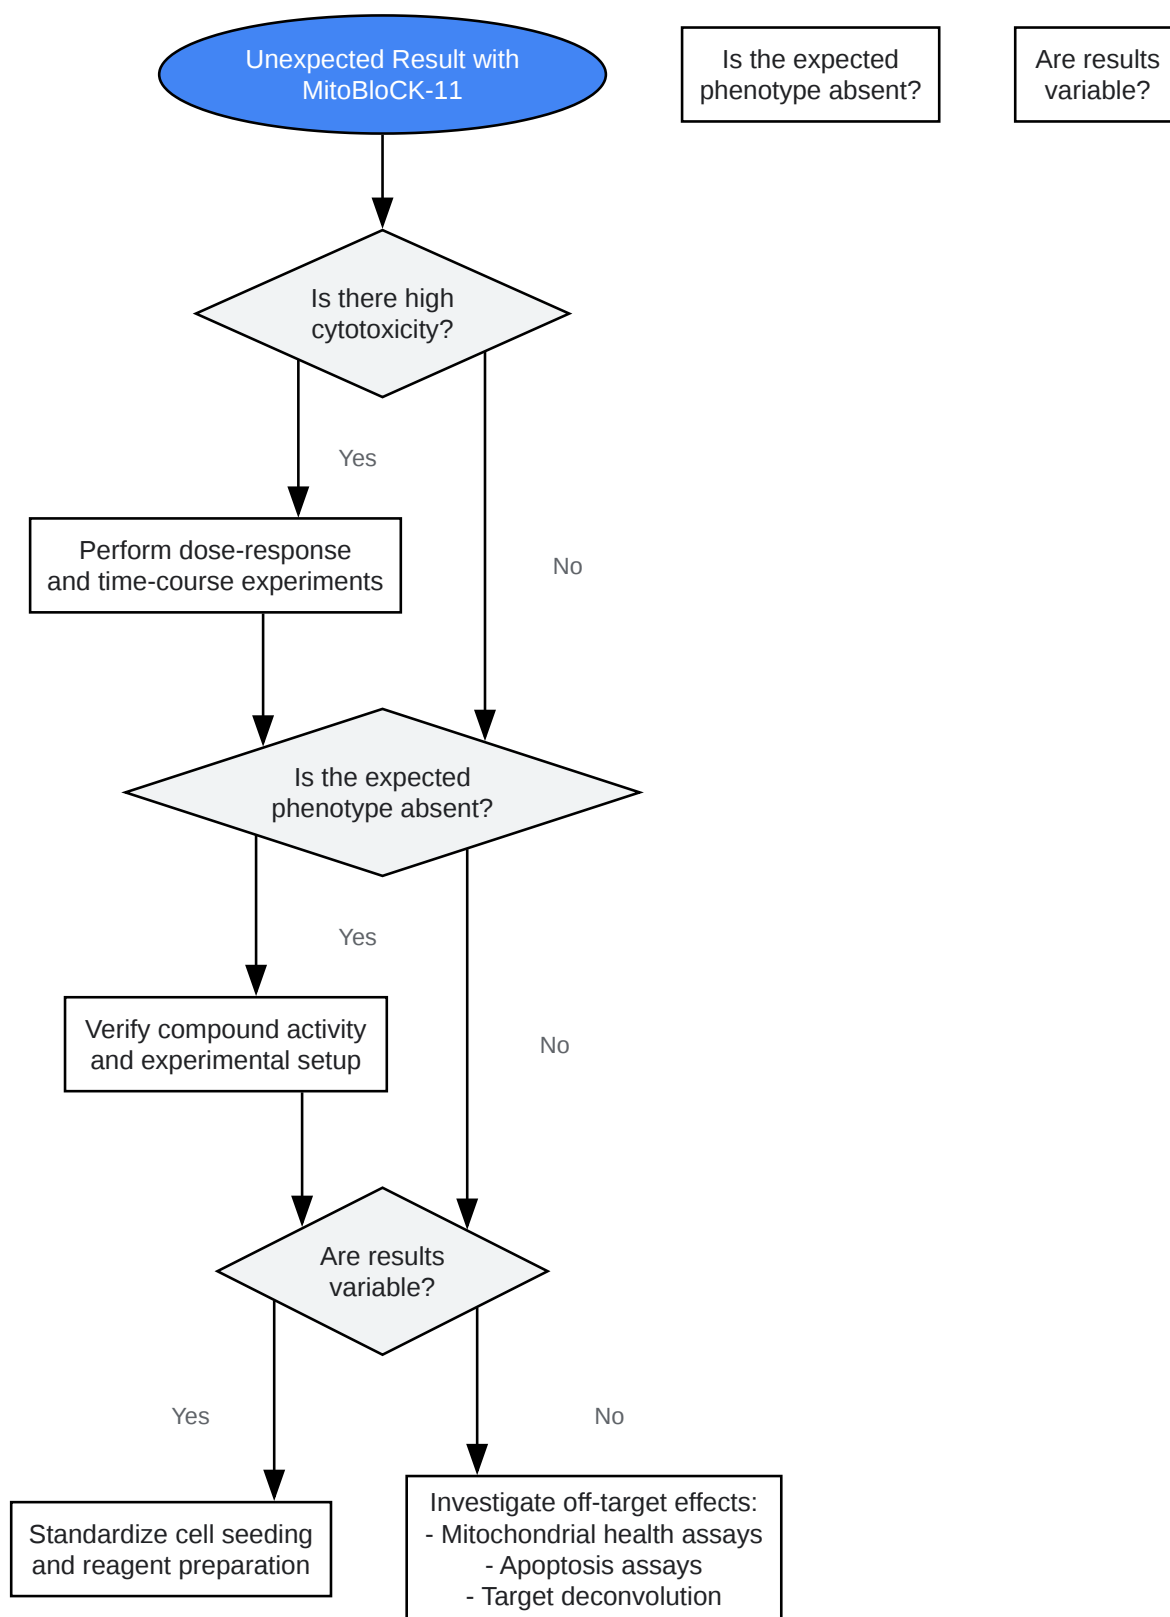 Unexpected Result with
MitoBloCK-11
Is the expected
phenotype absent?
Are results
variable?
Is there high
cytotoxicity?
Yes
No
Perform dose-response
and time-course experiments
Is the expected
phenotype absent?
Yes
No
Verify compound activity
and experimental setup
Are results
variable?
Yes
No
Standardize cell seeding
and reagent preparation
Investigate off-target effects:
- Mitochondrial health assays
- Apoptosis assays
- Target deconvolution